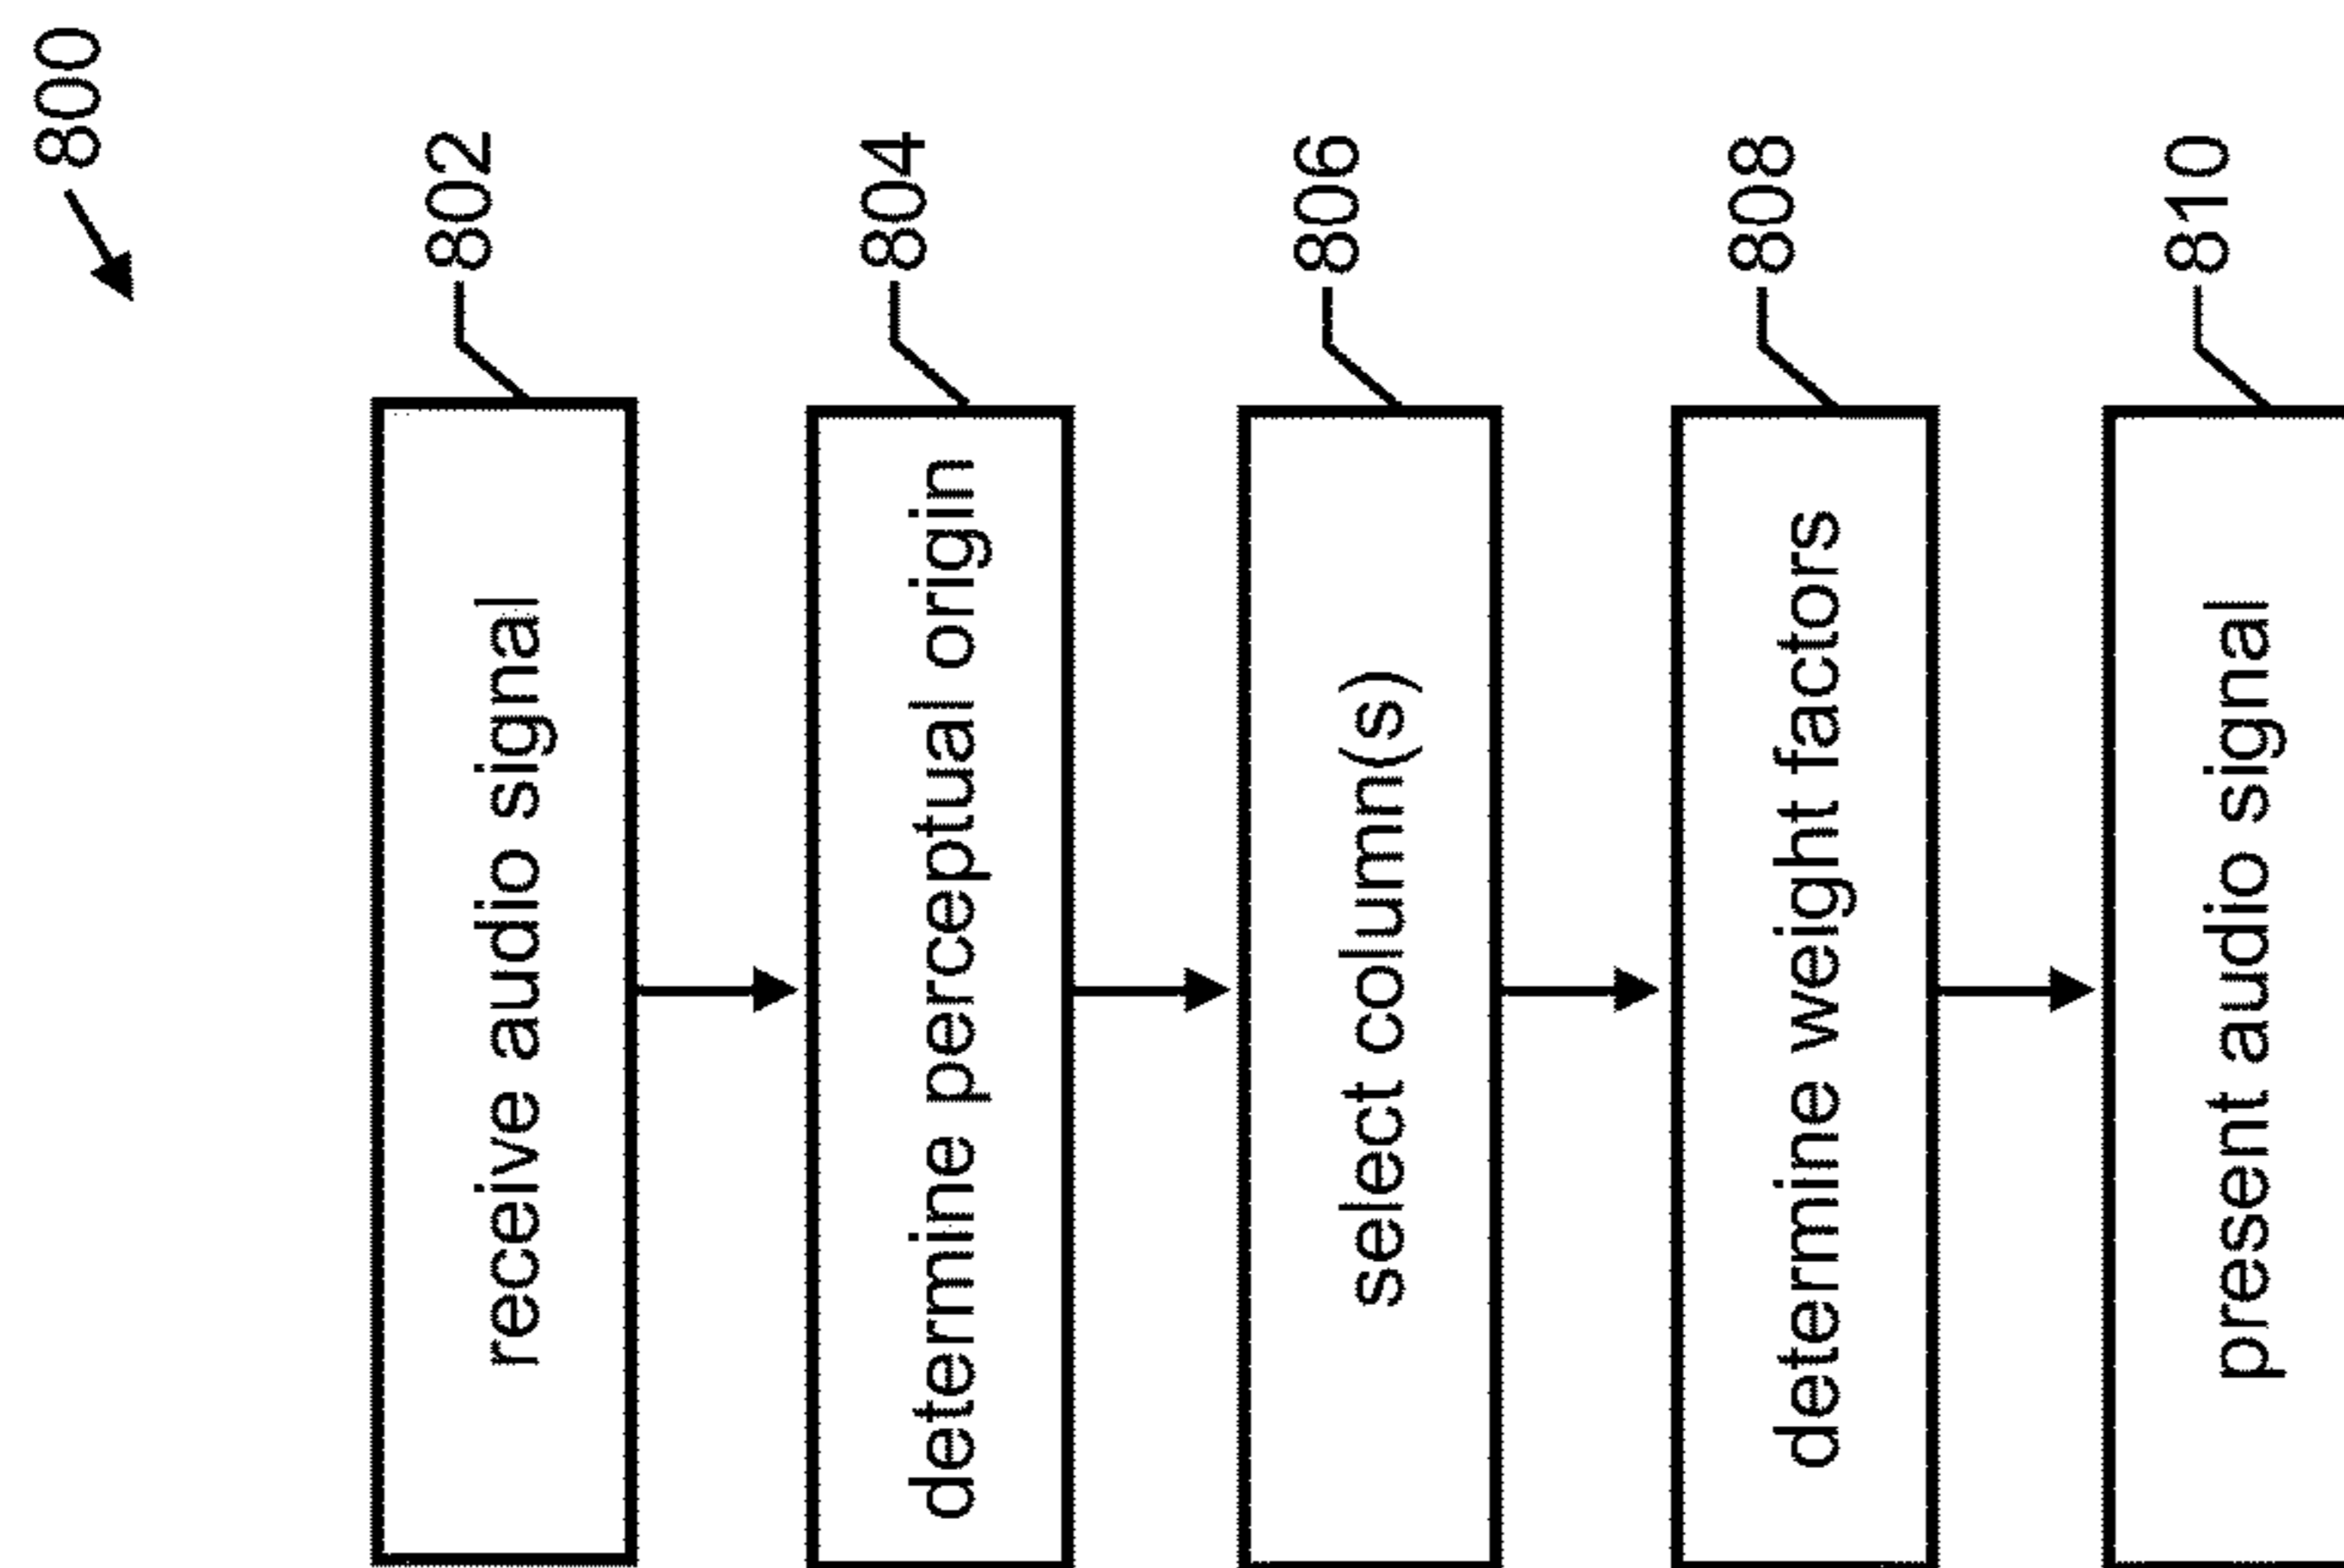 800
802
receive audio signal
804
determine perceptual origin
806
select column(s)
808
determine weight factors
810
present audio signal